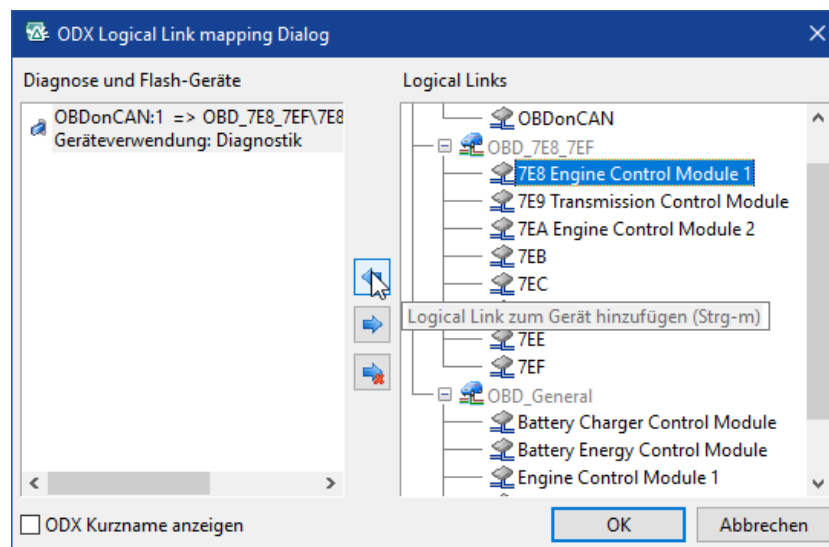 ODX Logical Link mapping Dialog
Diagnose und Flash-Geräte
Logical Links
OBDonCAN:1 => OBD_7E8_7EF\7E8
Geräteverwendung: Diagnostik
OBDonCAN
OBD_7E8_7EF
7E8 Engine Control Module 1
7E9 Transmission Control Module
7EA Engine Control Module 2
7EB
7EC
Logical Link zum Gerät hinzufügen (Strg-m)
7EE
7EF
OBD_General
Battery Charger Control Module
Battery Energy Control Module
Engine Control Module 1
ODX Kurzname anzeigen
OK
Abbrechen